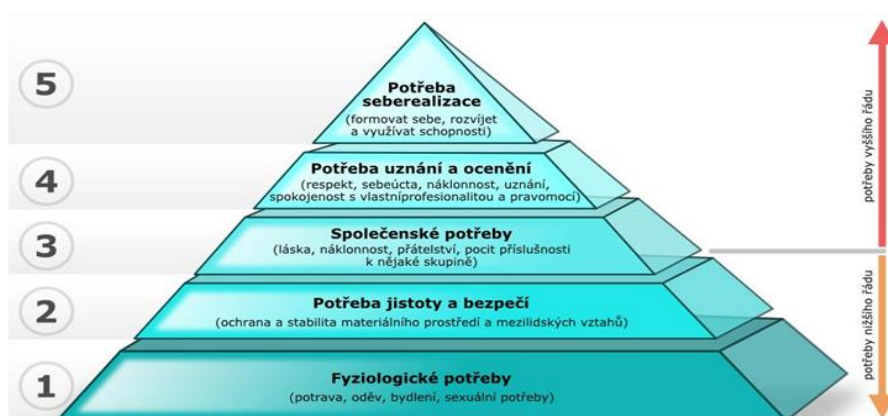 5
Potřeba
seberealizace
(formovat sebe, rozvíjet
a využívat schopnosti)
4
Potřeba uznání a ocenění
(respekt, sebeúcta, náklonnost, uznání,
spokojenost s vlastníprofesionalitou a pravomocí)
3
Společenské potřeby
(láska, náklonnost, přátelství, pocit příslušnosti
k nějaké skupině)
2
Potřeba jistoty a bezpečí
(ochrana a stabilita materiálního prostředí a mezilidských vztahů)
1
Fyziologické potřeby
(potrava, oděv, bydlení, sexuální potřeby)
potřeby vyššího řádu
potřeby nižšího řádu